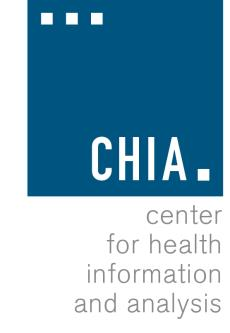 CHIA.
center
for health
information
and analysis